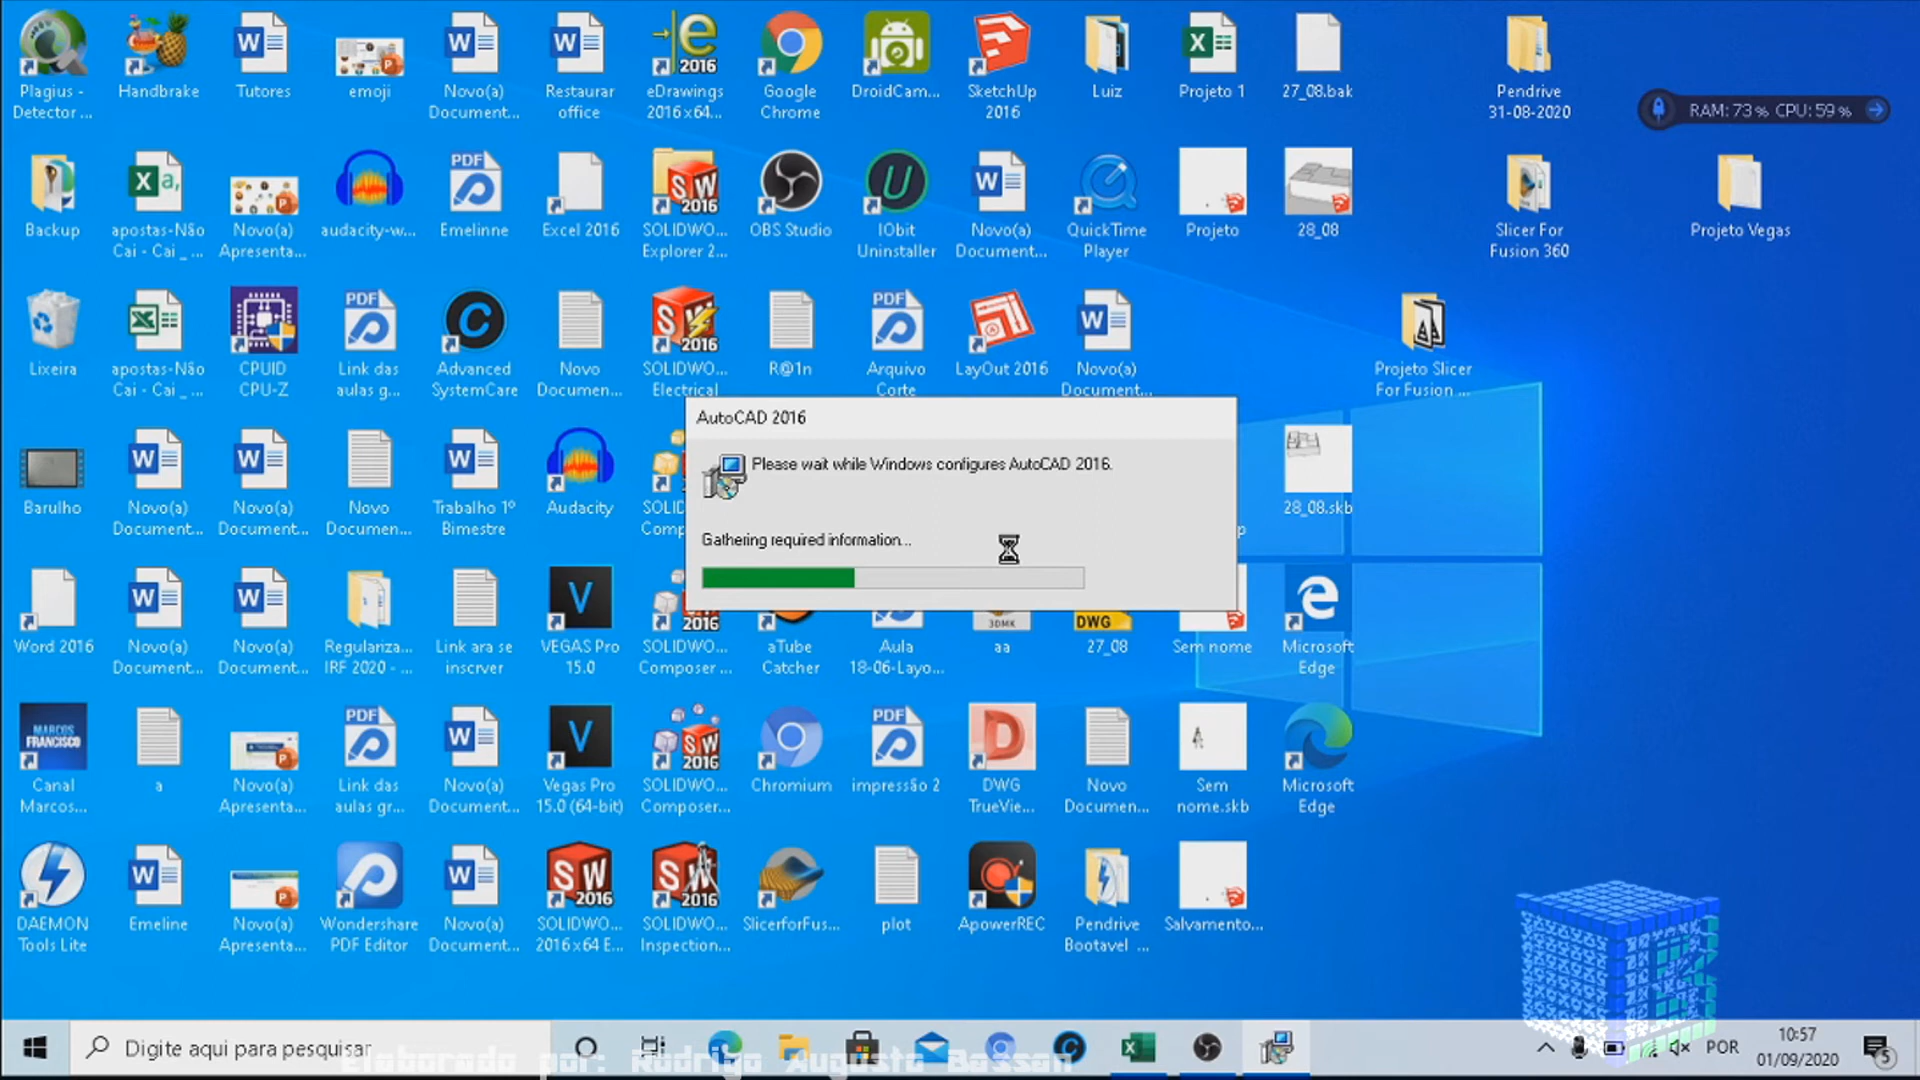 Plagius -
Detector ...
Handbrake
Tutores
emoji
Novo(a)
Document...
Restaurar
office
eDrawings
2016 x64...
Google
Chrome
DroidCam...
SketchUp
2016
Luiz
Projeto 1
27_08.bak
Pendrive
31-08-2020
RAM: 73% CPU: 59%
Backup
apostas-Não
Cai - Cai_ ...
Novo(a)
Apresenta...
audacity-w...
Emelinne
Excel 2016
SOLIDWO...
Explorer 2...
OBS Studio
IObit
Uninstaller
Novo(a)
Document...
QuickTime
Player
Projeto
28_08
Slicer For
Fusion 360
Projeto Vegas
Lixeira
apostas-Não
Cai - Cai_ ...
CPUID
CPU-Z
Link das
aulas g...
Advanced
SystemCare
Novo
Documen...
SOLIDWO...
Electrical
R@1n
Arquivo
Corte
LayOut 2016
Novo(a)
Document...
Projeto Slicer
For Fusion ...
AutoCAD 2016
Please wait while Windows configures AutoCAD 2016.
Gathering required information...
Barulho
Novo(a)
Document...
Novo(a)
Document...
Novo
Documen...
Trabalho 1º
Bimestre
Audacity
SOLID
Comp
28_08.skb
Word 2016
Novo(a)
Document...
Novo(a)
Document...
Regulariza...
IRF 2020 - ...
Link ara se
inscrver
VEGAS Pro
15.0
SOLIDWO...
Composer ...
aTube
Catcher
Aula
18-06-Layo...
3DMK
aa
DWG
27_08
Sem nome
Microsoft
Edge
MARCOS
FRANCISCO
Canal
Marcos...
a
Novo(a)
Apresenta...
Link das
aulas gr...
Novo(a)
Document...
Vegas Pro
15.0 (64-bit)
SOLIDWO...
Composer...
Chromium
impressão 2
DWG
TrueVie...
Novo
Documen...
Sem
nome.skb
Microsoft
Edge
DAEMON
Tools Lite
Emeline
Novo(a)
Apresenta...
Wondershare
PDF Editor
Novo(a)
Document...
SOLIDWO...
2016 x64 E...
SOLIDWO...
Inspection...
SlicerforFus...
plot
ApowerREC
Pendrive
Bootavel ...
Salvamento...
Digite aqui para pesquisar
Elaborado por: Rodrigo Augusto Bassan
POR
10:57
01/09/2020
5